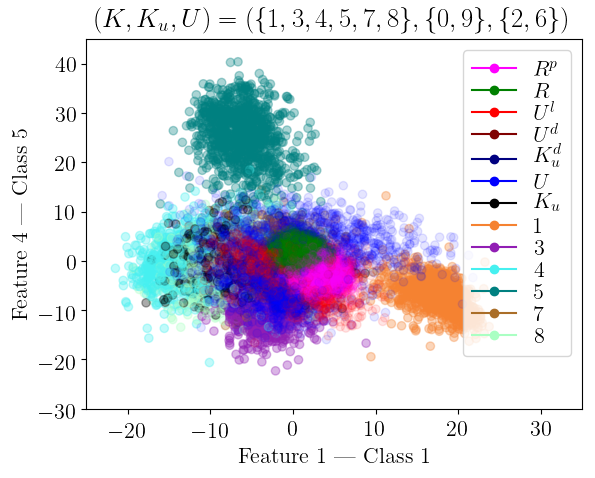 (K, K_u, U) = ({1, 3, 4, 5, 7, 8}, {0, 9}, {2, 6})
Feature 4 — Class 5
40
30
20
10
0
−10
−20
−30
R^p
R
U^l
U^d
K_u^d
U
K_u
1
3
4
5
7
8
−20 −10 0 10 20 30
Feature 1 — Class 1